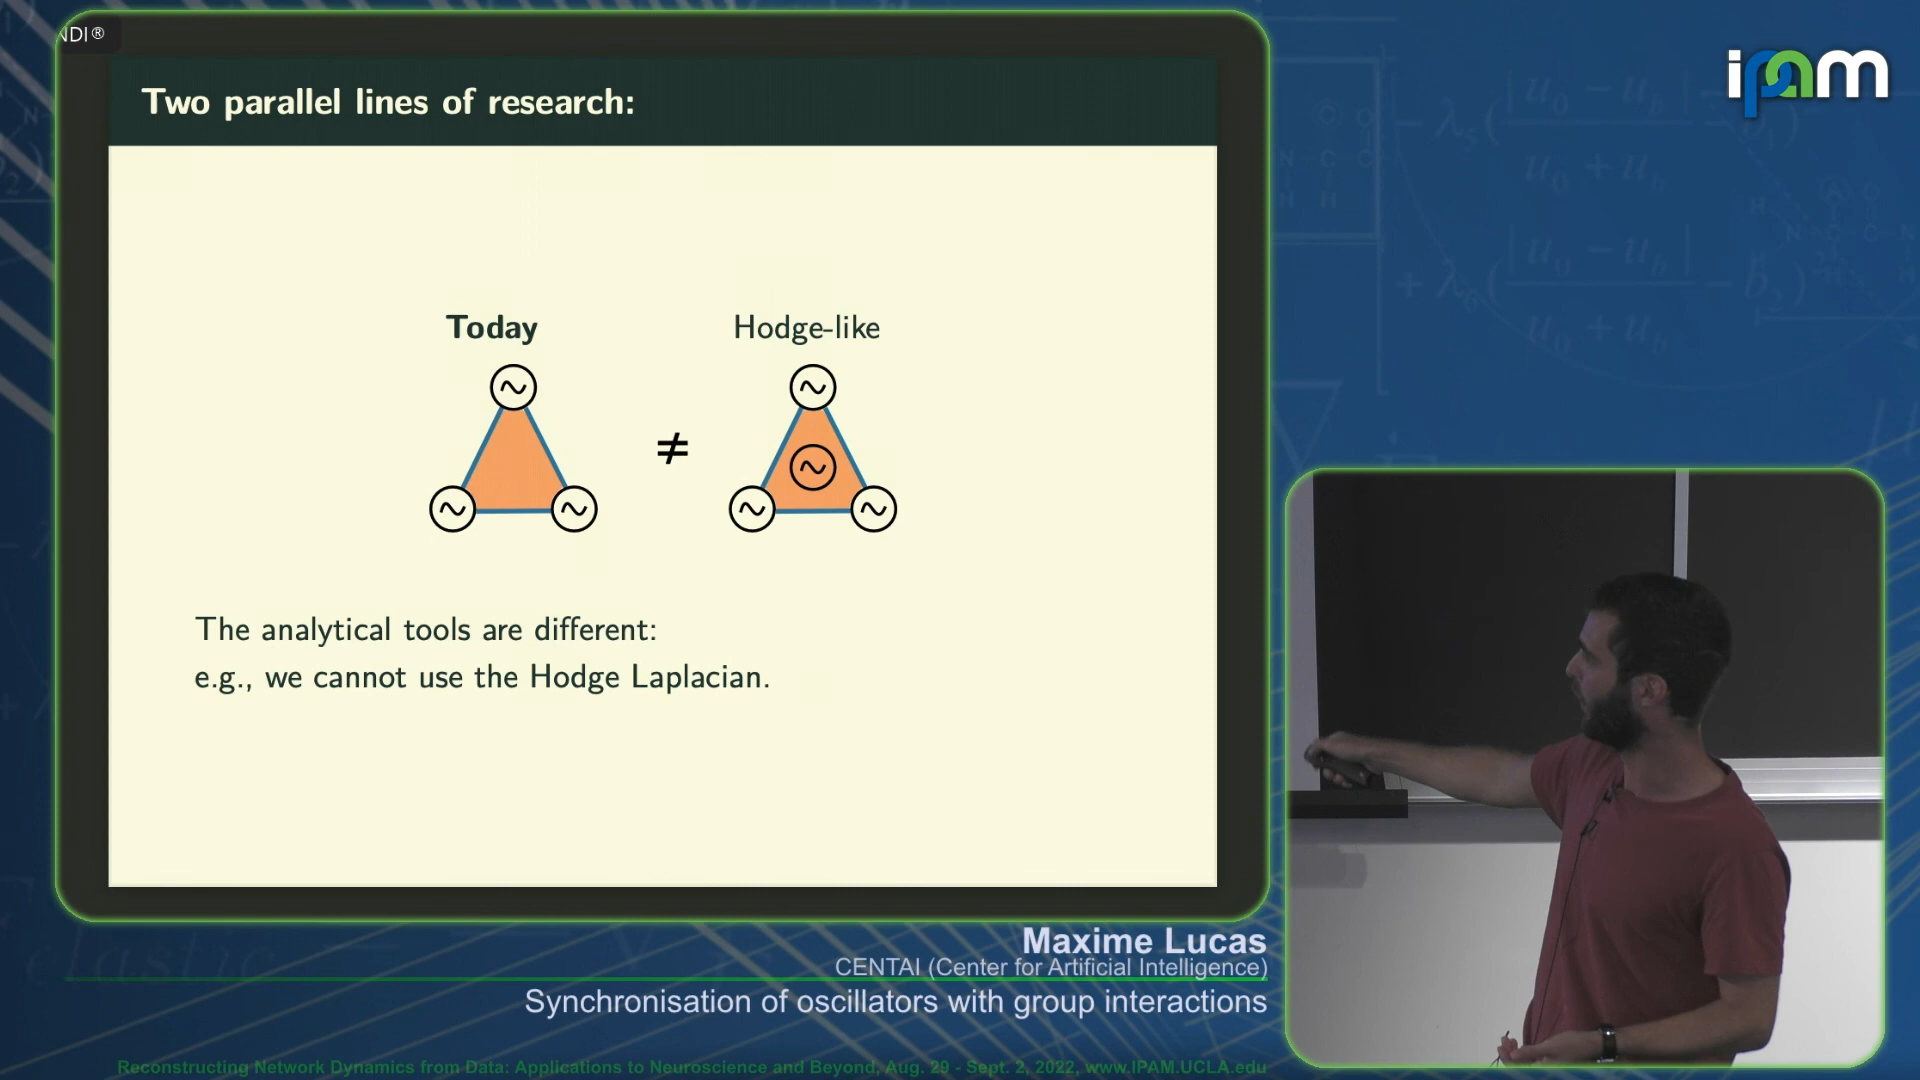 NDI®
Two parallel lines of research:
Today
Hodge-like
≠
The analytical tools are different:
e.g., we cannot use the Hodge Laplacian.
ipam
Maxime Lucas
CENTAI (Center for Artificial Intelligence)
Synchronisation of oscillators with group interactions
Reconstructing Network Dynamics from Data: Applications to Neuroscience and Beyond, Aug. 29 - Sept. 2, 2022, www.IPAM.UCLA.edu